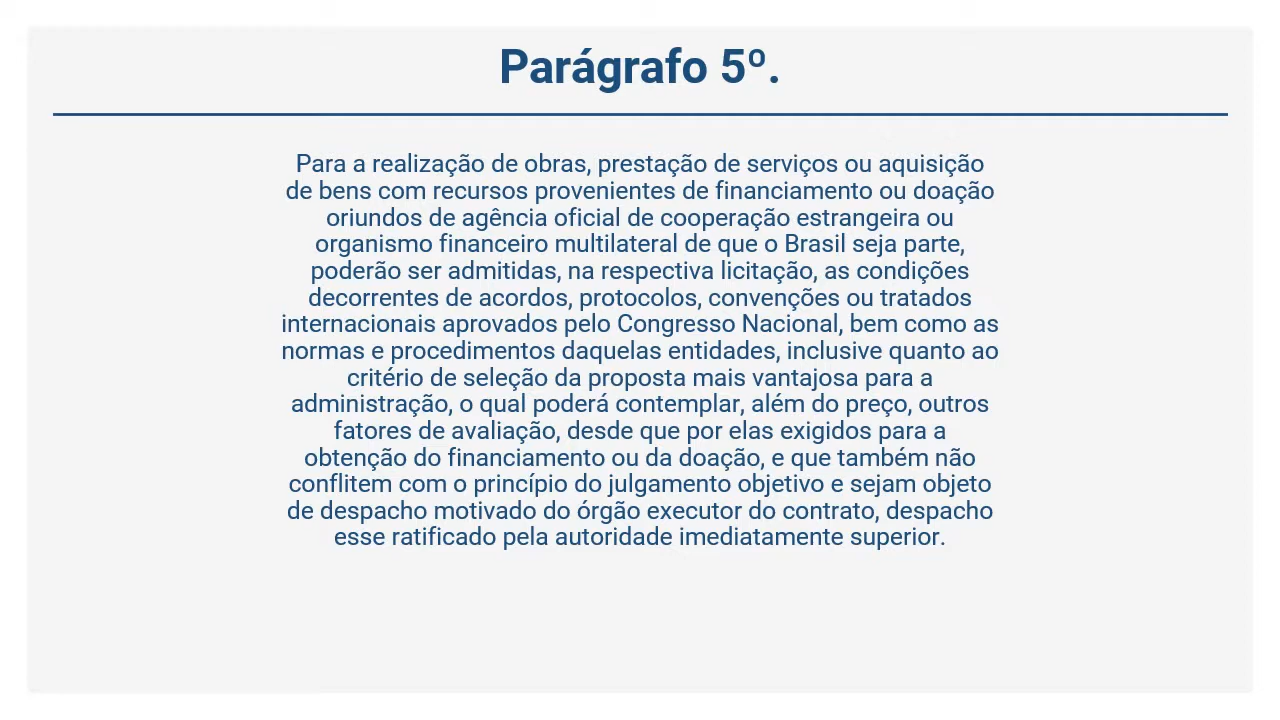 Parágrafo 5º.
Para a realização de obras, prestação de serviços ou aquisição
de bens com recursos provenientes de financiamento ou doação
oriundos de agência oficial de cooperação estrangeira ou
organismo financeiro multilateral de que o Brasil seja parte,
poderão ser admitidas, na respectiva licitação, as condições
decorrentes de acordos, protocolos, convenções ou tratados
internacionais aprovados pelo Congresso Nacional, bem como as
normas e procedimentos daquelas entidades, inclusive quanto ao
critério de seleção da proposta mais vantajosa para a
administração, o qual poderá contemplar, além do preço, outros
fatores de avaliação, desde que por elas exigidos para a
obtenção do financiamento ou da doação, e que também não
conflitem com o princípio do julgamento objetivo e sejam objeto
de despacho motivado do órgão executor do contrato, despacho
esse ratificado pela autoridade imediatamente superior.